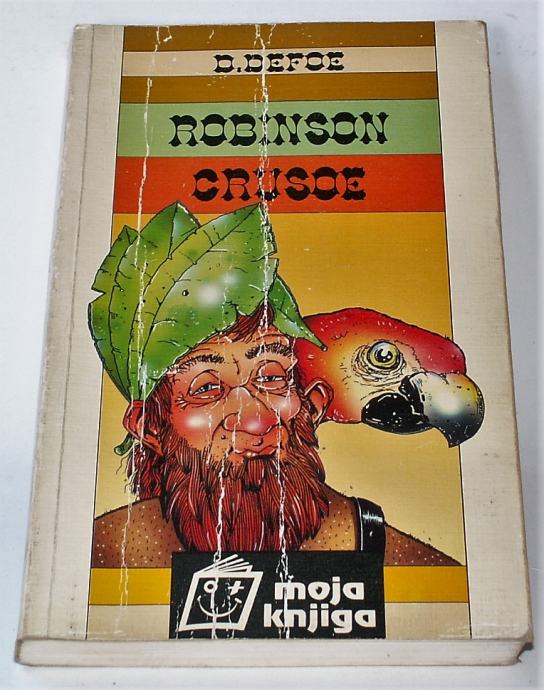 D. DEFOE
ROBINSON
CRUSOE
moja
knjiga